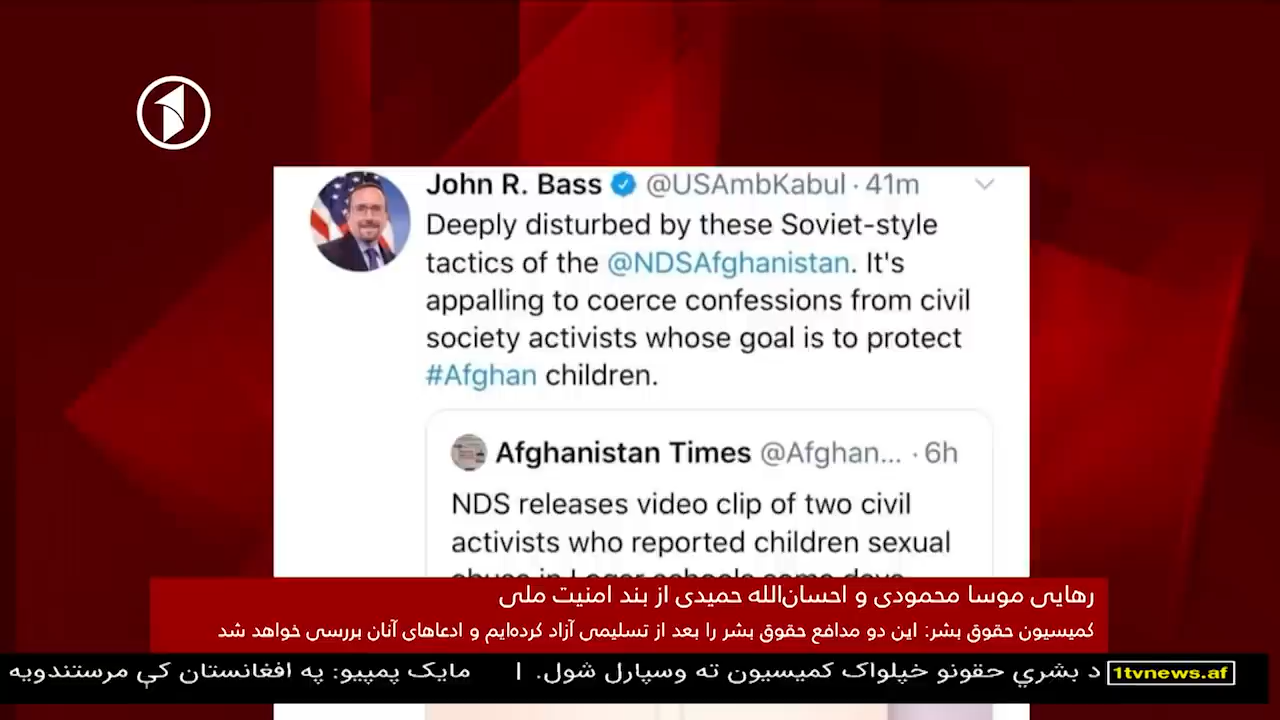 John R. Bass @USAmbKabul · 41m
Deeply disturbed by these Soviet-style
tactics of the @NDSAfghanistan. It's
appalling to coerce confessions from civil
society activists whose goal is to protect
#Afghan children.
Afghanistan Times @Afghan... · 6h
NDS releases video clip of two civil
activists who reported children sexual
abuse in Logar schools some days
رهایی موسا محمودی و احسان‌الله حمیدی از بند امنیت ملی
کمیسیون حقوق بشر: این دو مدافع حقوق بشر را بعد از تسلیمی آزاد کرده‌ایم و ادعاهای آنان بررسی خواهد شد
1tvnews.af د بشري حقونو خپلواک کمیسیون ته وسپارل شول. | مایک پمپیو: په افغانستان کې مرستندویه